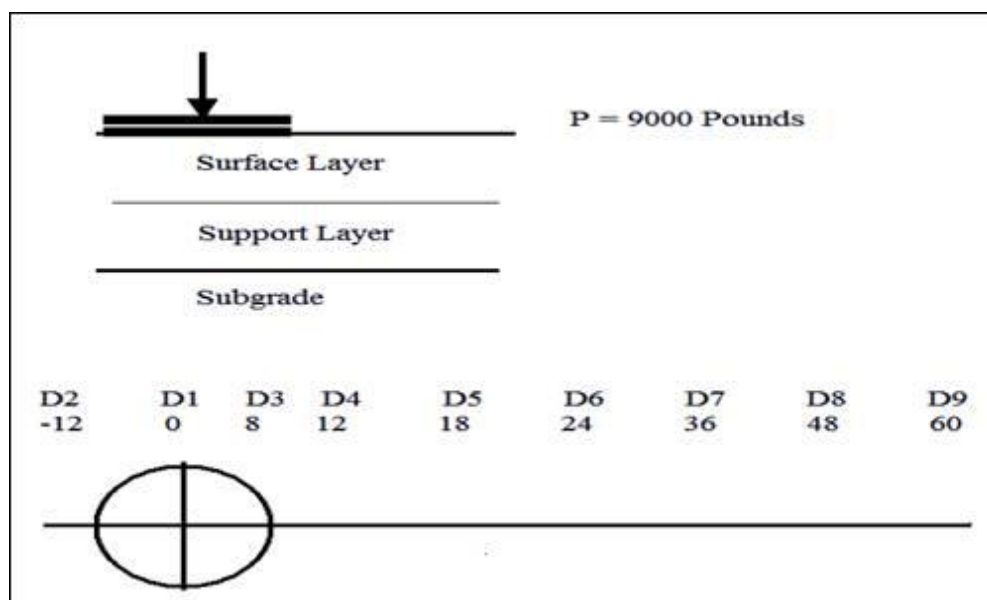 P = 9000 Pounds
Surface Layer
Support Layer
Subgrade
D2 D1 D3 D4 D5 D6 D7 D8 D9
-12 0 8 12 18 24 36 48 60